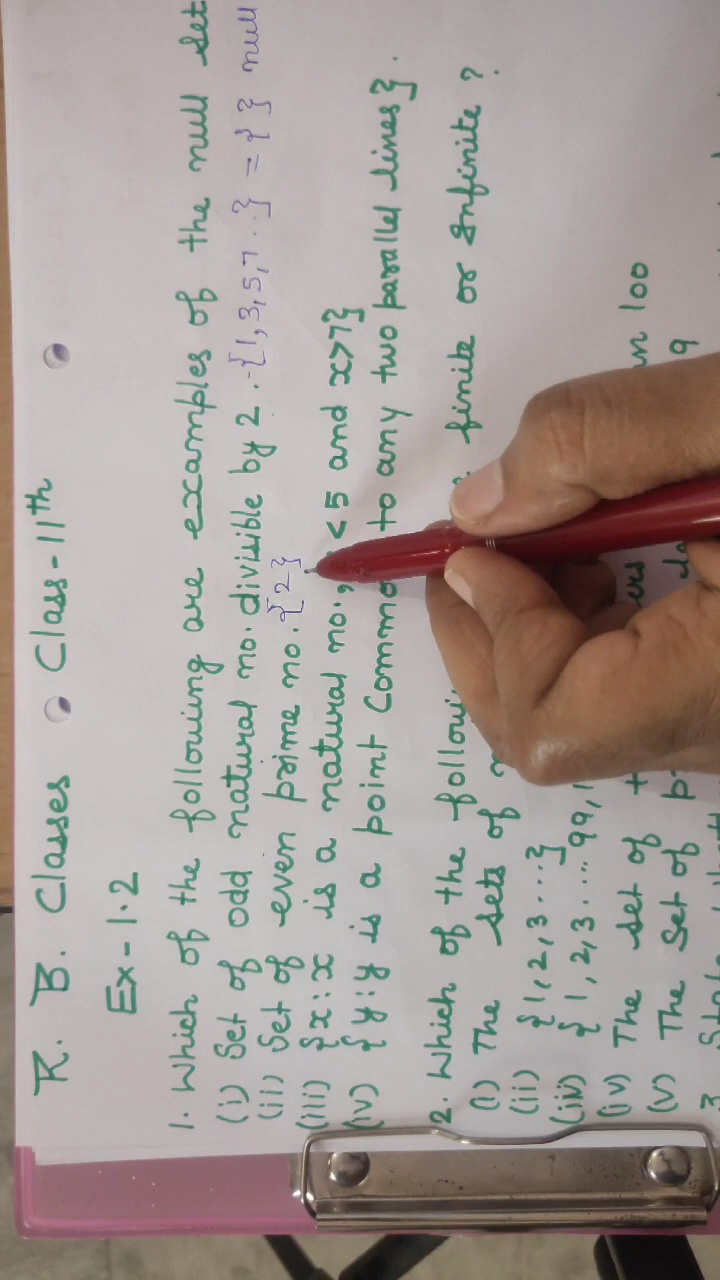 R. B. Classes Class-11th
Ex-1.2
1. Which of the following are examples of the null set
(i) Set of odd natural no. divisible by 2. -{1,3,5,7..} = { } null
(ii) Set of even prime no. {2}
(iii) {x:x is a natural no., <5 and x>7}
(iv) {y:y is a point Common to any two parallel lines}.
2. Which of the finite or Infinite?
(i) The sets of
(ii) {1,2,3...}
(iii) {1,2,3...99,
(iv) The set of 100
(v) The Set of 9
3